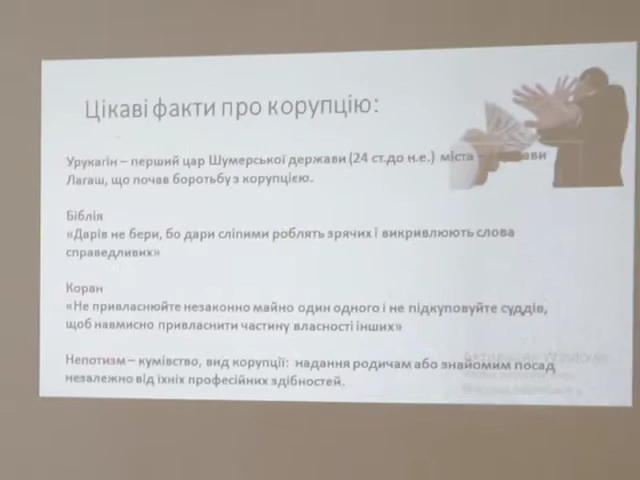 Цікаві факти про корупцію:
Урукагін – перший цар Шумерської держави (24 ст.до н.е.) міста –
Лагаш, що почав боротьбу з корупцією.
Біблія
«Дарів не бери, бо дари сліпими роблять зрячих і викривлюють слова
справедливих»
Коран
«Не привласнюйте незаконно майно один одного і не підкуповуйте суддів,
щоб навмисно привласнити частину власності інших»
Непотизм – кумівство, вид корупції: надання родичам або знайомим посад
незалежно від їхніх професійних здібностей.